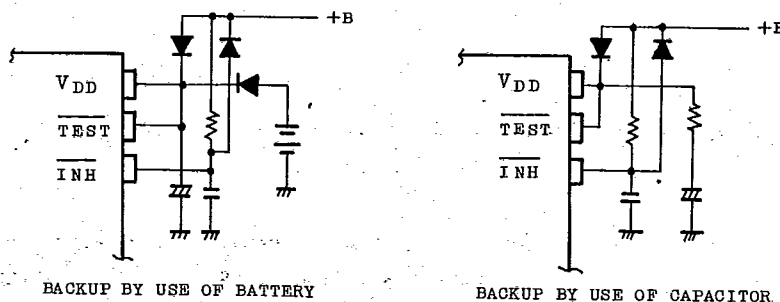 +B
VDD
TEST
INH
BACKUP BY USE OF BATTERY
+B
VDD
TEST
INH
BACKUP BY USE OF CAPACITOR